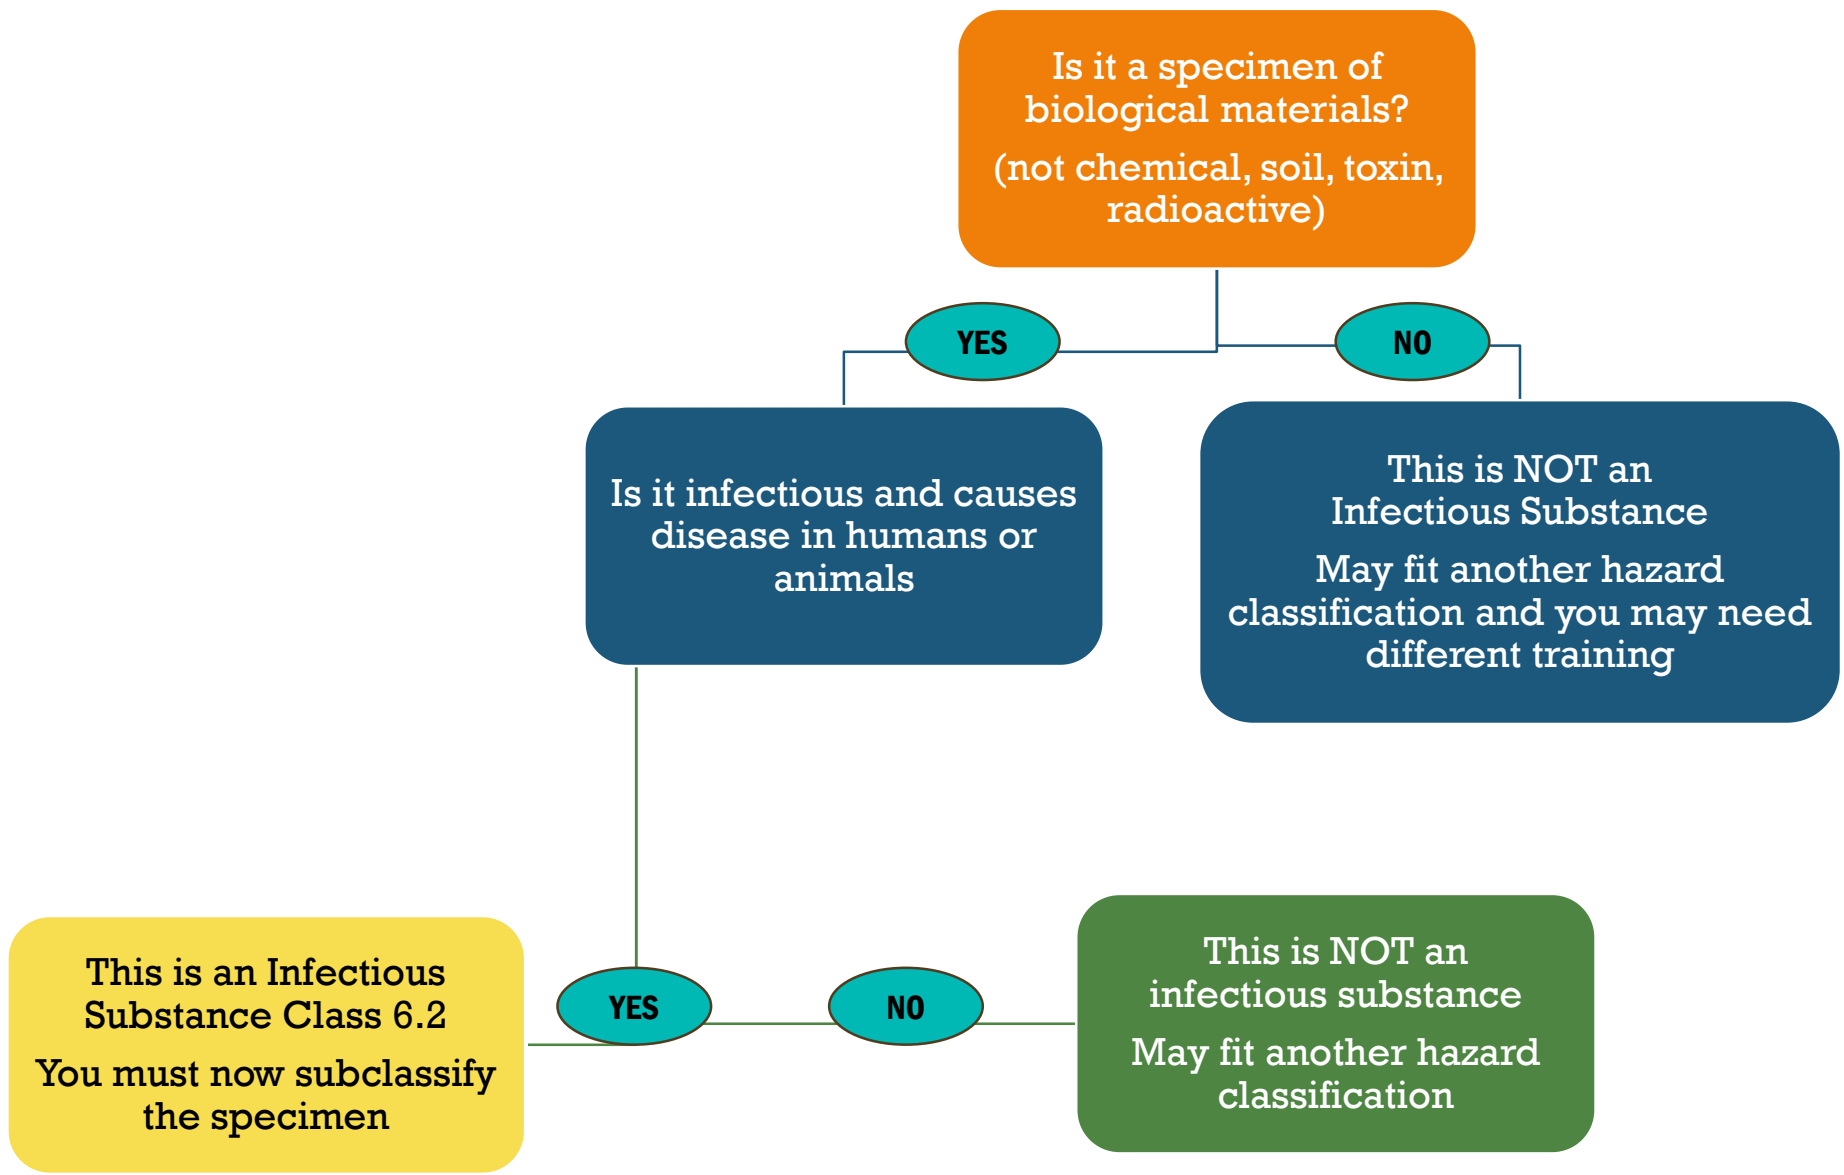 Is it a specimen of
biological materials?
(not chemical, soil, toxin,
radioactive)
YES
NO
Is it infectious and causes
disease in humans or
animals
This is NOT an
Infectious Substance
May fit another hazard
classification and you may need
different training
This is an Infectious
Substance Class 6.2
You must now subclassify
the specimen
YES
NO
This is NOT an
infectious substance
May fit another hazard
classification